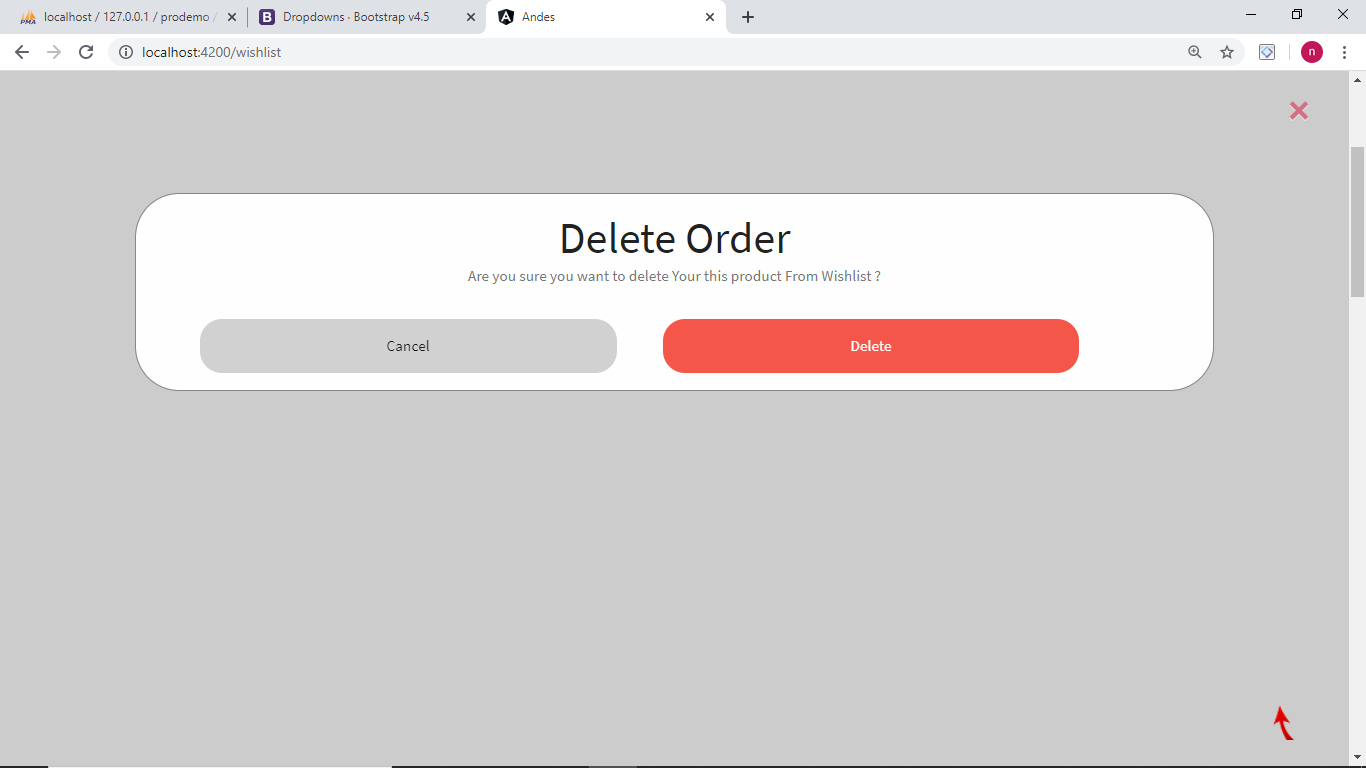 localhost / 127.0.0.1 / prodemo /
Dropdowns · Bootstrap v4.5
Andes
localhost:4200/wishlist
n
Delete Order
Are you sure you want to delete Your this product From Wishlist ?
Cancel
Delete